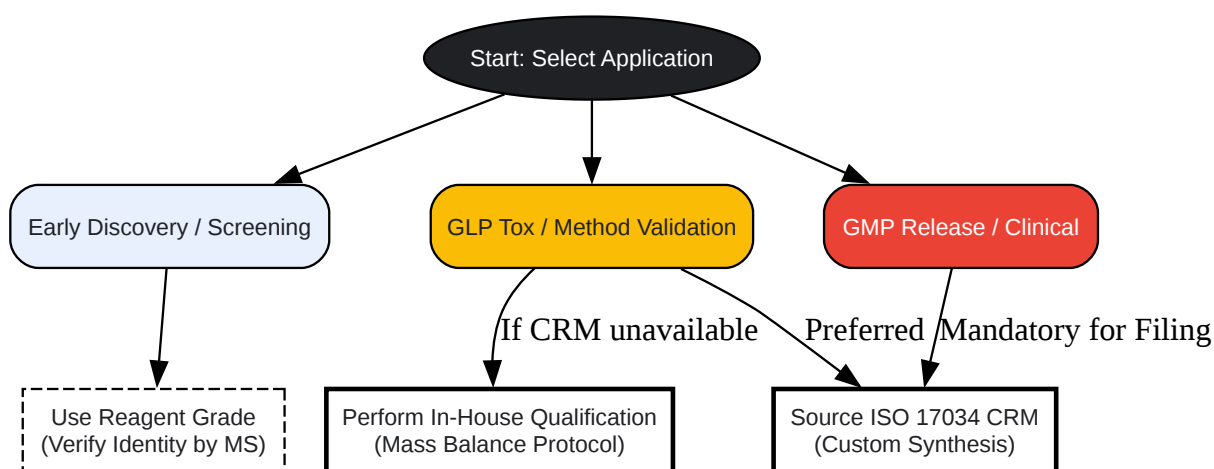 Start: Select Application
Early Discovery / Screening
GLP Tox / Method Validation
GMP Release / Clinical
If CRM unavailable
Preferred
Mandatory for Filing
Use Reagent Grade
(Verify Identity by MS)
Perform In-House Qualification
(Mass Balance Protocol)
Source ISO 17034 CRM
(Custom Synthesis)